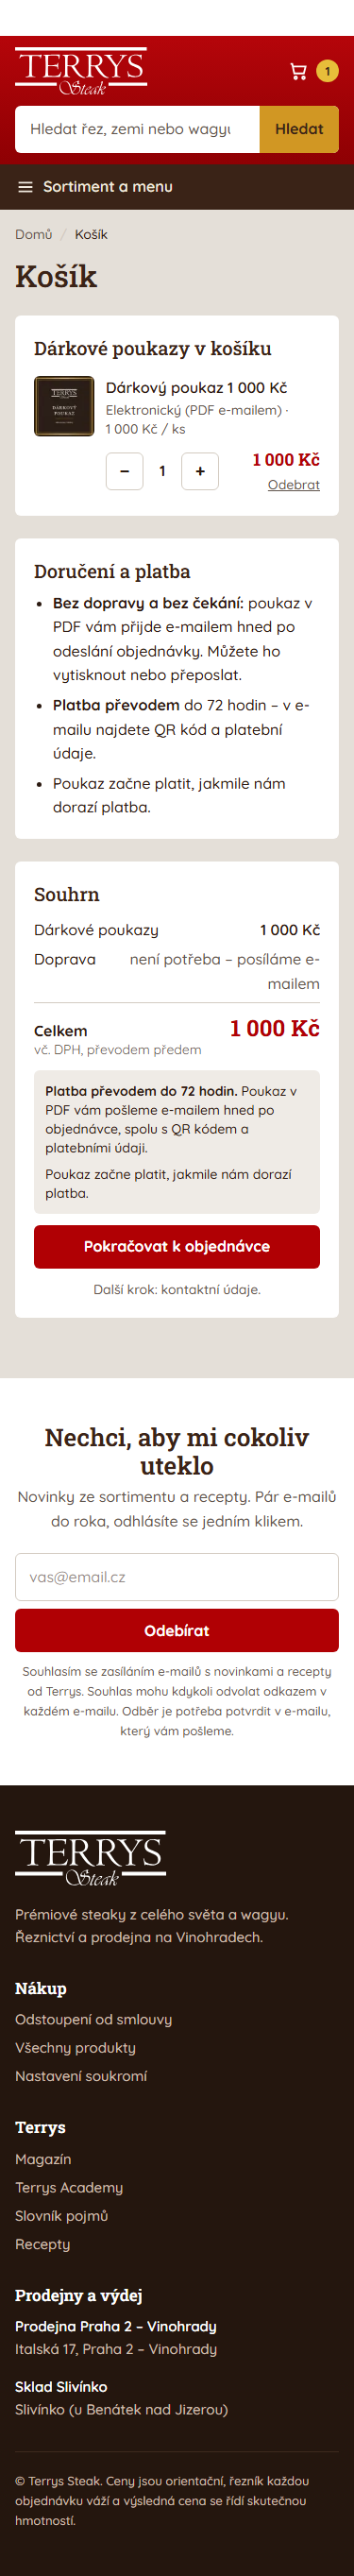 TERRYS
Steak
1
Hledat řez, zemi nebo wagyu
Hledat
Sortiment a menu
Domů / Košík
Košík
Dárkové poukazy v košíku
TERRYS
DÁRKOVÝ
POUKAZ
Dárkový poukaz 1 000 Kč
Elektronický (PDF e-mailem) ·
1 000 Kč / ks
− 1 +
1 000 Kč
Odebrat
Doručení a platba
• Bez dopravy a bez čekání: poukaz v
PDF vám přijde e-mailem hned po
odeslání objednávky. Můžete ho
vytisknout nebo přeposlat.
• Platba převodem do 72 hodin – v e-
mailu najdete QR kód a platební
údaje.
• Poukaz začne platit, jakmile nám
dorazí platba.
Souhrn
Dárkové poukazy 1 000 Kč
Doprava není potřeba – posíláme e-
mailem
Celkem 1 000 Kč
vč. DPH, převodem předem
Platba převodem do 72 hodin. Poukaz v
PDF vám pošleme e-mailem hned po
objednávce, spolu s QR kódem a
platebními údaji.
Poukaz začne platit, jakmile nám dorazí
platba.
Pokračovat k objednávce
Další krok: kontaktní údaje.
Nechci, aby mi cokoliv
uteklo
Novinky ze sortimentu a recepty. Pár e-mailů
do roka, odhlásíte se jedním klikem.
vas@email.cz
Odebírat
Souhlasím se zasíláním e-mailů s novinkami a recepty
od Terrys. Souhlas mohu kdykoli odvolat odkazem v
každém e-mailu. Odběr je potřeba potvrdit v e-mailu,
který vám pošleme.
TERRYS
Steak
Prémiové steaky z celého světa a wagyu.
Řeznictví a prodejna na Vinohradech.
Nákup
Odstoupení od smlouvy
Všechny produkty
Nastavení soukromí
Terrys
Magazín
Terrys Academy
Slovník pojmů
Recepty
Prodejny a výdej
Prodejna Praha 2 – Vinohrady
Italská 17, Praha 2 – Vinohrady
Sklad Slivínko
Slivínko (u Benátek nad Jizerou)
© Terrys Steak. Ceny jsou orientační, řezník každou
objednávku váží a výsledná cena se řídí skutečnou
hmotností.